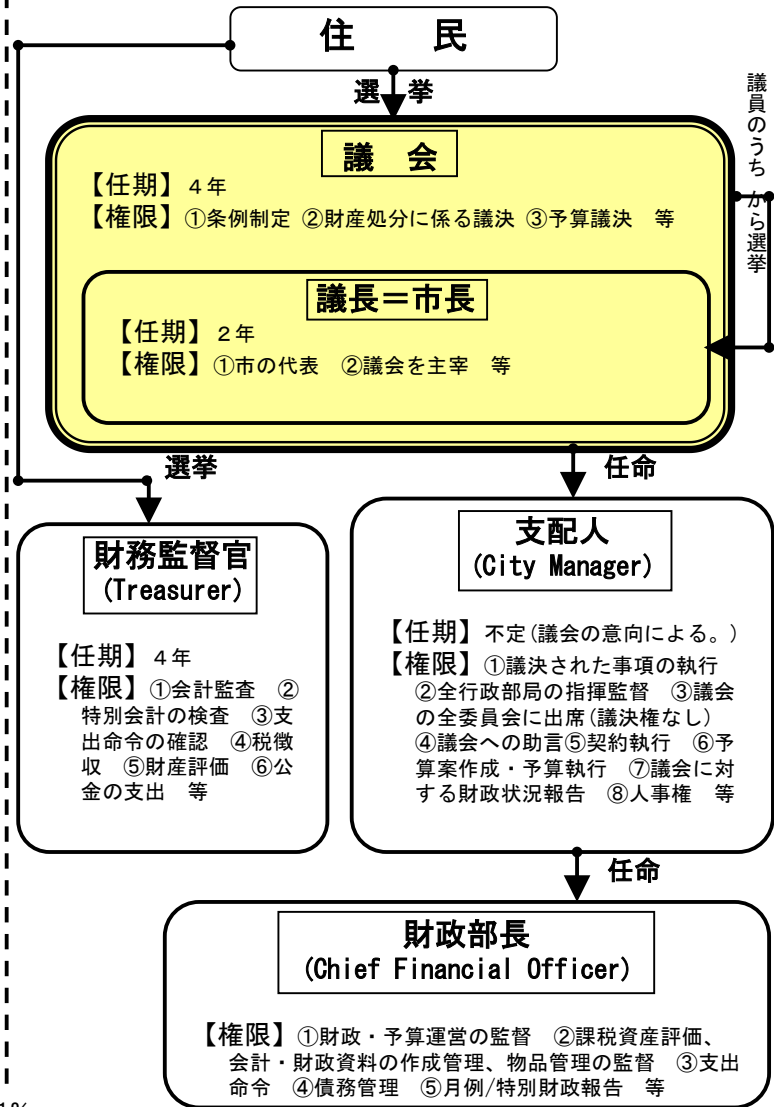 住　民
選　挙
議員のうち から選挙
議　会
【任期】４年
【権限】①条例制定 ②財産処分に係る議決 ③予算議決　等
議長＝市長
【任期】２年
【権限】①市の代表　②議会を主宰　等
選挙
任命
財務監督官
(Treasurer)
【任期】４年
【権限】①会計監査　②
特別会計の検査　③支
出命令の確認　④税徴
収　⑤財産評価　⑥公
金の支出　等
支配人
(City Manager)
【任期】不定(議会の意向による。)
【権限】①議決された事項の執行
②全行政部局の指揮監督　③議会
の全委員会に出席(議決権なし)
④議会への助言⑤契約執行　⑥予
算案作成・予算執行　⑦議会に対
する財政状況報告　⑧人事権　等
任命
財政部長
(Chief Financial Officer)
【権限】①財政・予算運営の監督　②課税資産評価、
会計・財政資料の作成管理、物品管理の監督　③支出
命令　④債務管理　⑤月例/特別財政報告　等